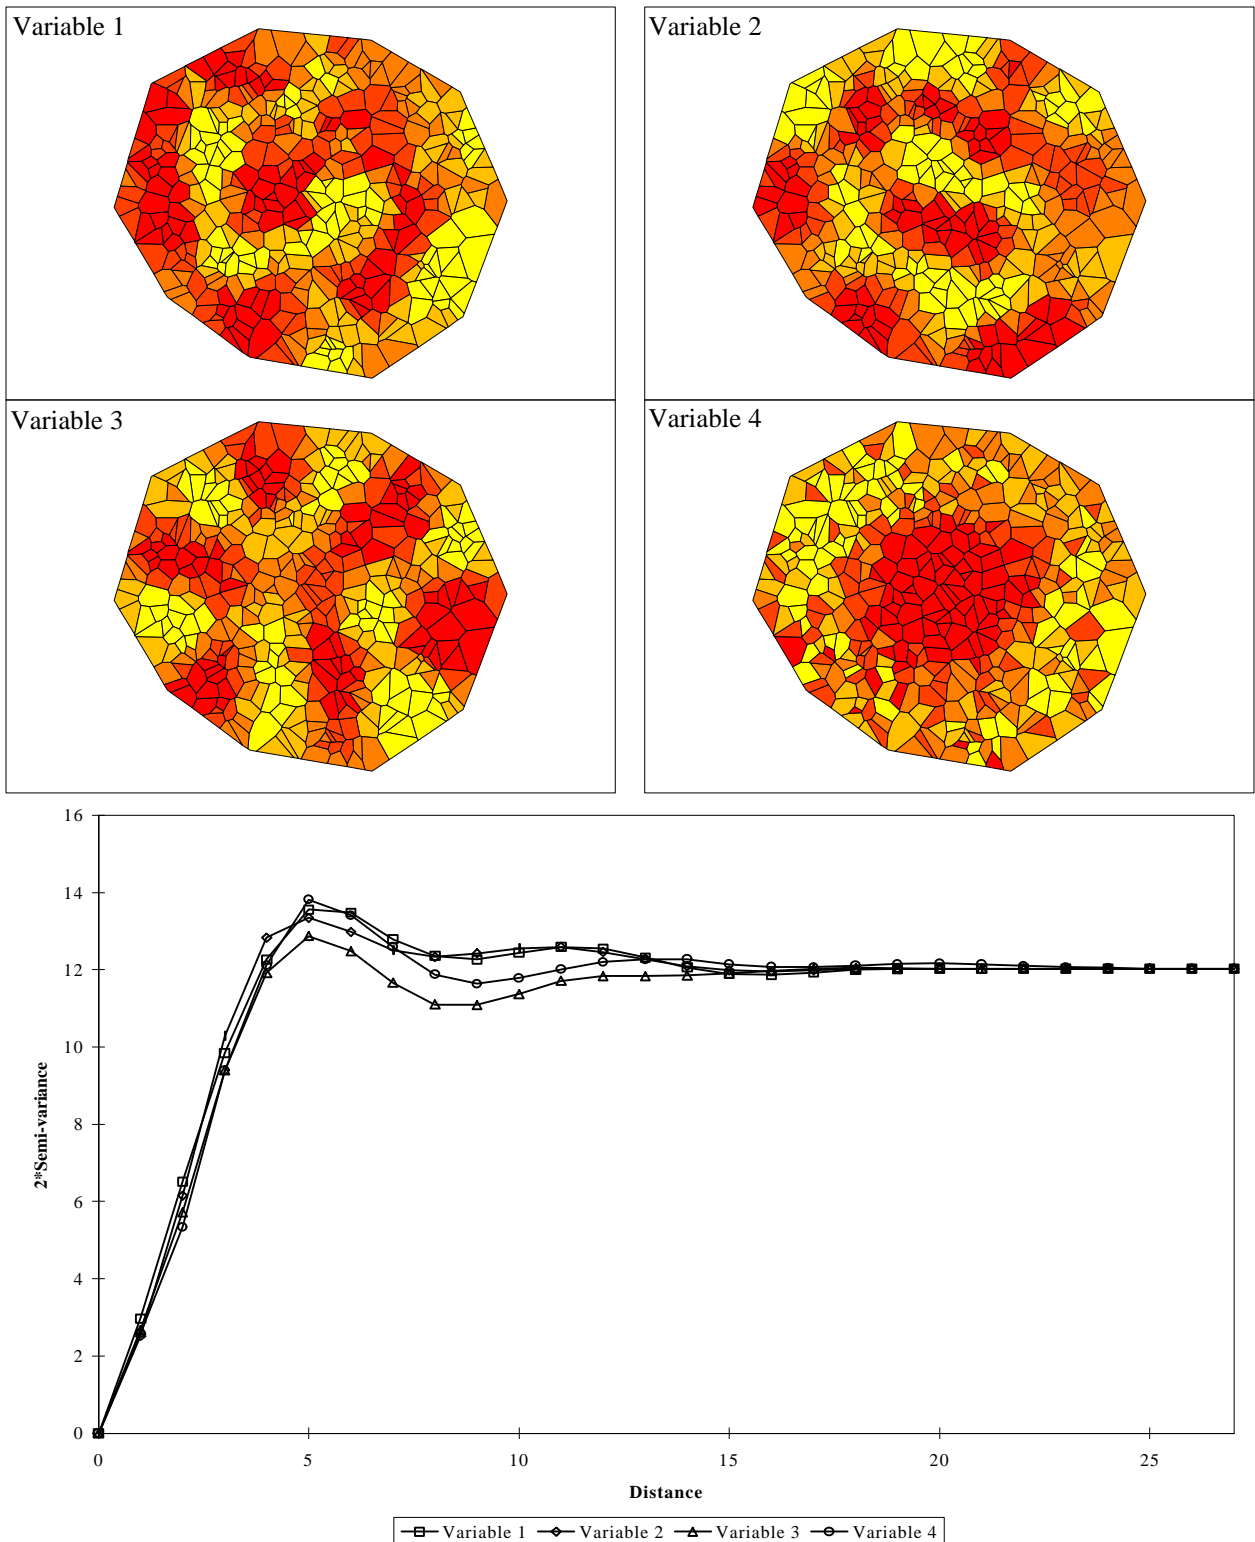 Variable 1
Variable 2
Variable 3
Variable 4
16
14
12
10
8
6
4
2
0
2*Semi-variance
0 5 10 15 20 25
Distance
Variable 1 Variable 2 Variable 3 Variable 4